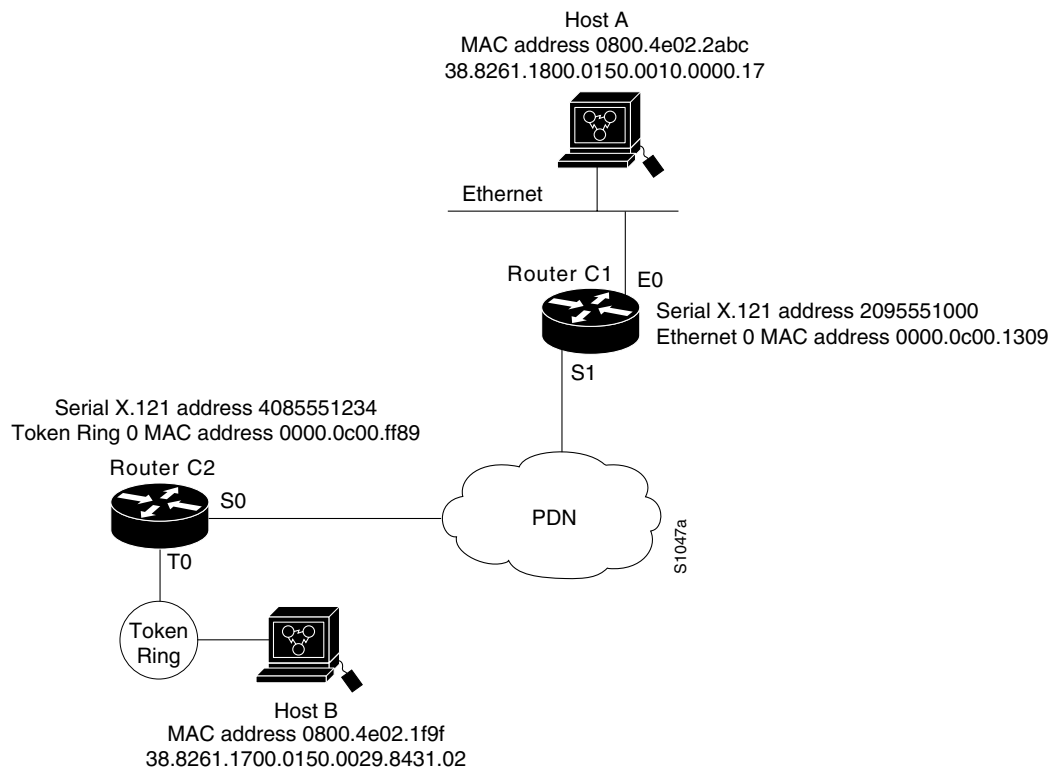 Host A
MAC address 0800.4e02.2abc
38.8261.1800.0150.0010.0000.17
Ethernet
Router C1
E0
Serial X.121 address 2095551000
Ethernet 0 MAC address 0000.0c00.1309
S1
Serial X.121 address 4085551234
Token Ring 0 MAC address 0000.0c00.ff89
Router C2
S0
PDN
S1047a
T0
Token
Ring
Host B
MAC address 0800.4e02.1f9f
38.8261.1700.0150.0029.8431.02